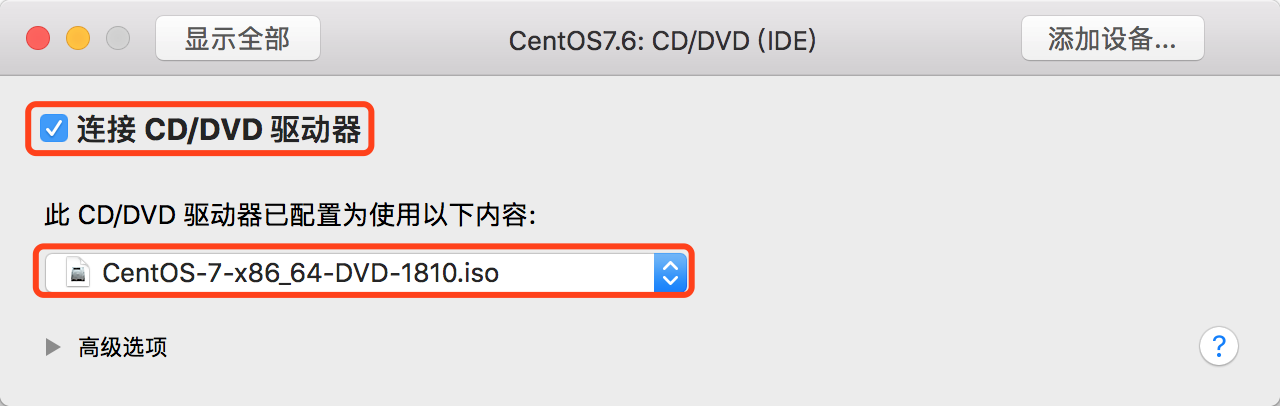 显示全部
CentOS7.6: CD/DVD (IDE)
添加设备...
连接 CD/DVD 驱动器
此 CD/DVD 驱动器已配置为使用以下内容:
CentOS-7-x86_64-DVD-1810.iso
高级选项
?